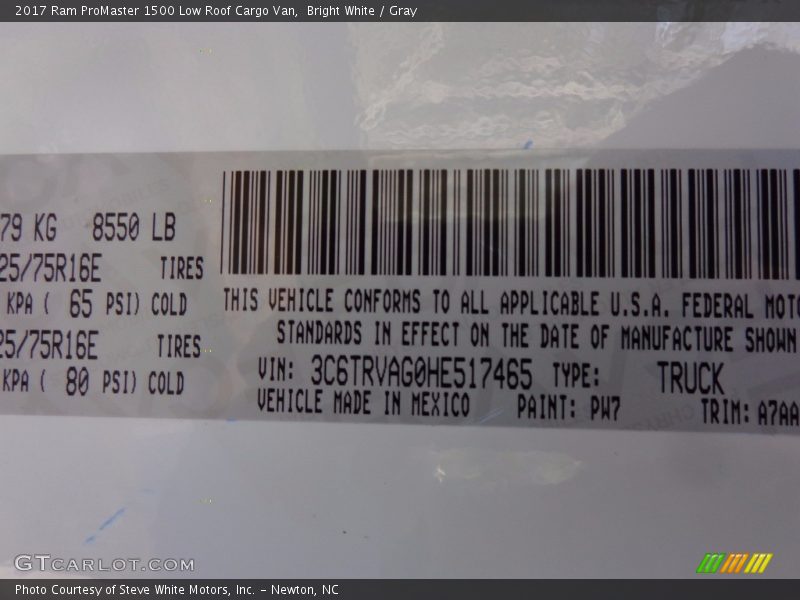 2017 Ram ProMaster 1500 Low Roof Cargo Van,  Bright White / Gray
79 KG 8550 LB
25/75R16E TIRES
KPA ( 65 PSI) COLD
25/75R16E TIRES
KPA ( 80 PSI) COLD
THIS VEHICLE CONFORMS TO ALL APPLICABLE U.S.A. FEDERAL MOTO
STANDARDS IN EFFECT ON THE DATE OF MANUFACTURE SHOWN
VIN: 3C6TRVAG0HE517465 TYPE: TRUCK
VEHICLE MADE IN MEXICO PAINT: PW7 TRIM: A7AA
GTCARLOT.COM
Photo Courtesy of Steve White Motors, Inc. – Newton, NC